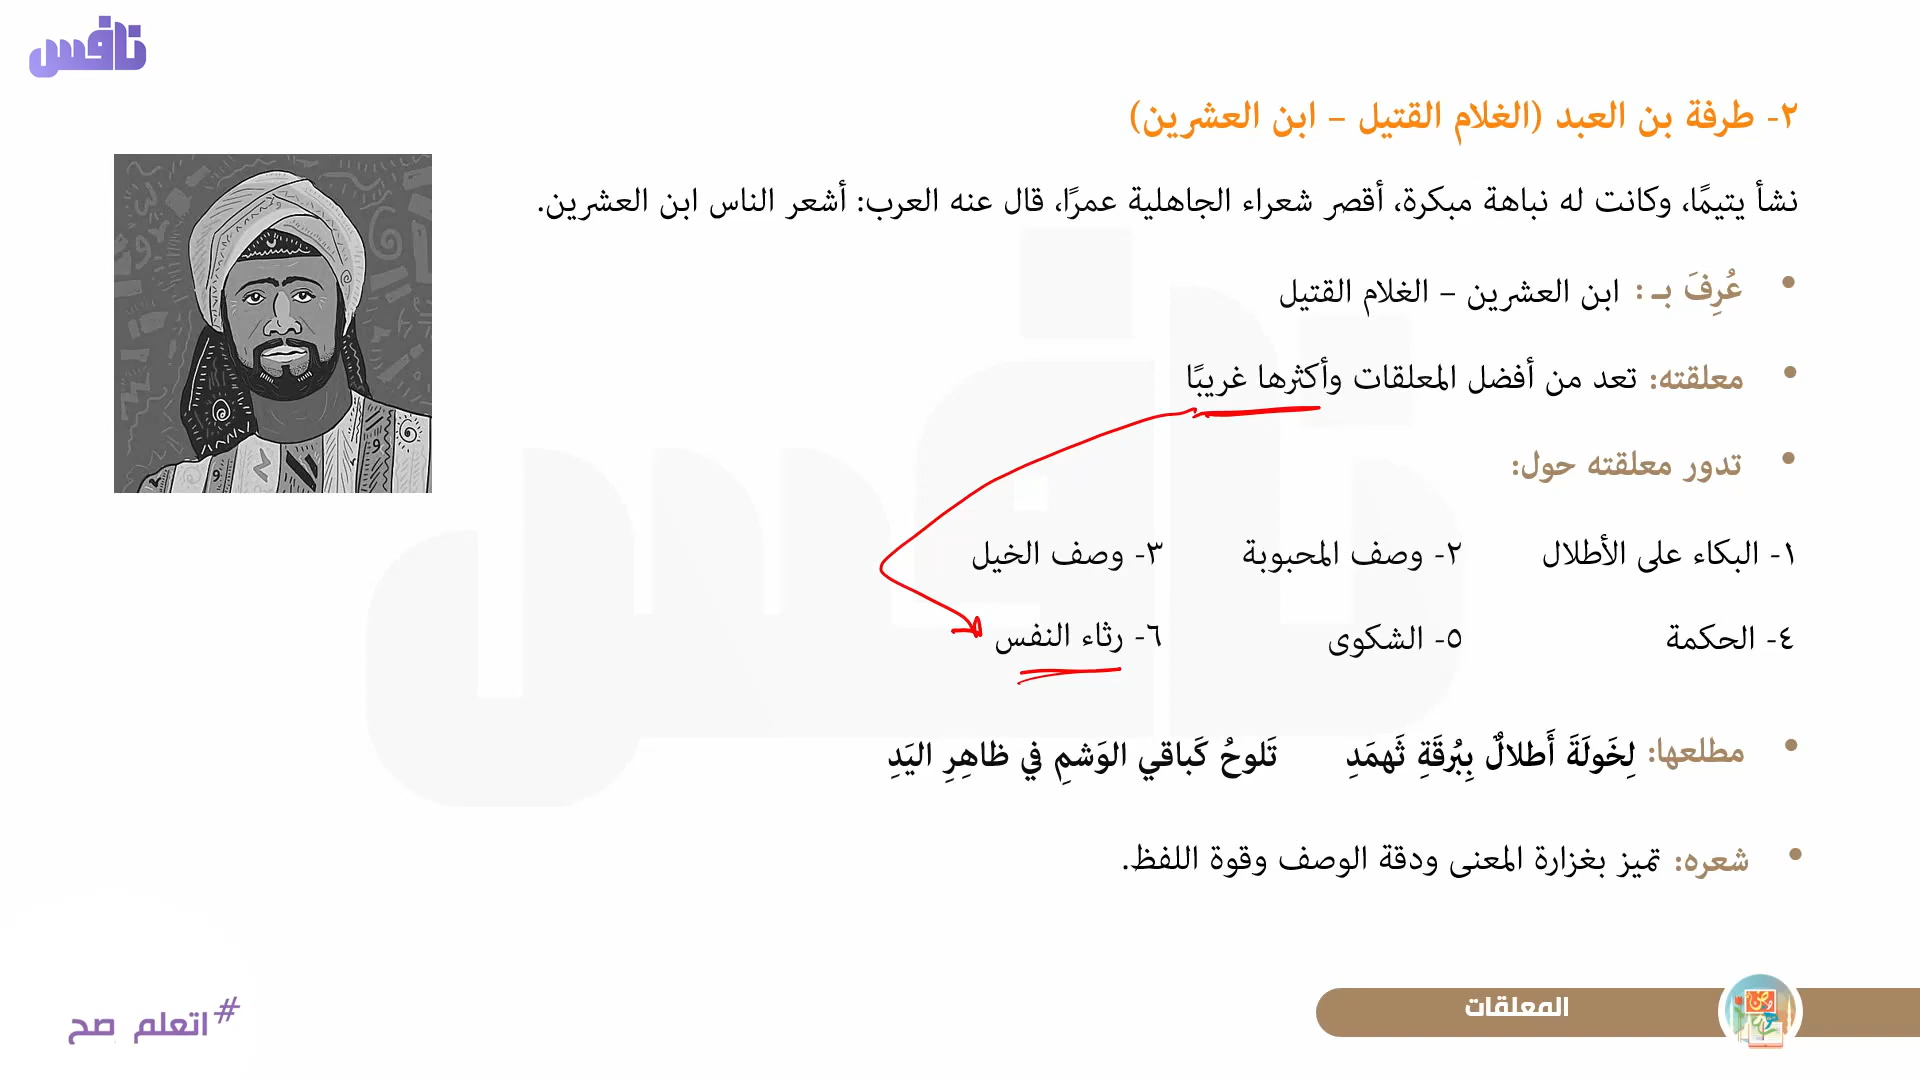 نافس
٢- طرفة بن العبد (الغلام القتيل – ابن العشرين)
نشأ يتيمًا، وكانت له نباهة مبكرة، أقصر شعراء الجاهلية عمرًا، قال عنه العرب: أشعر الناس ابن العشرين.
• عُرِفَ بـ : ابن العشرين – الغلام القتيل
• معلقته: تعد من أفضل المعلقات وأكثرها غريبًا
• تدور معلقته حول:
١- البكاء على الأطلال ٢- وصف المحبوبة ٣- وصف الخيل
٤- الحكمة ٥- الشكوى ٦- رثاء النفس
• مطلعها: لِخَولَةَ أَطلالٌ بِبُرقَةِ ثَهمَدِ تَلوحُ كَباقي الوَشمِ في ظاهِرِ اليَدِ
• شعره: تميز بغزارة المعنى ودقة الوصف وقوة اللفظ.
المعلقات
#اتعلم صح